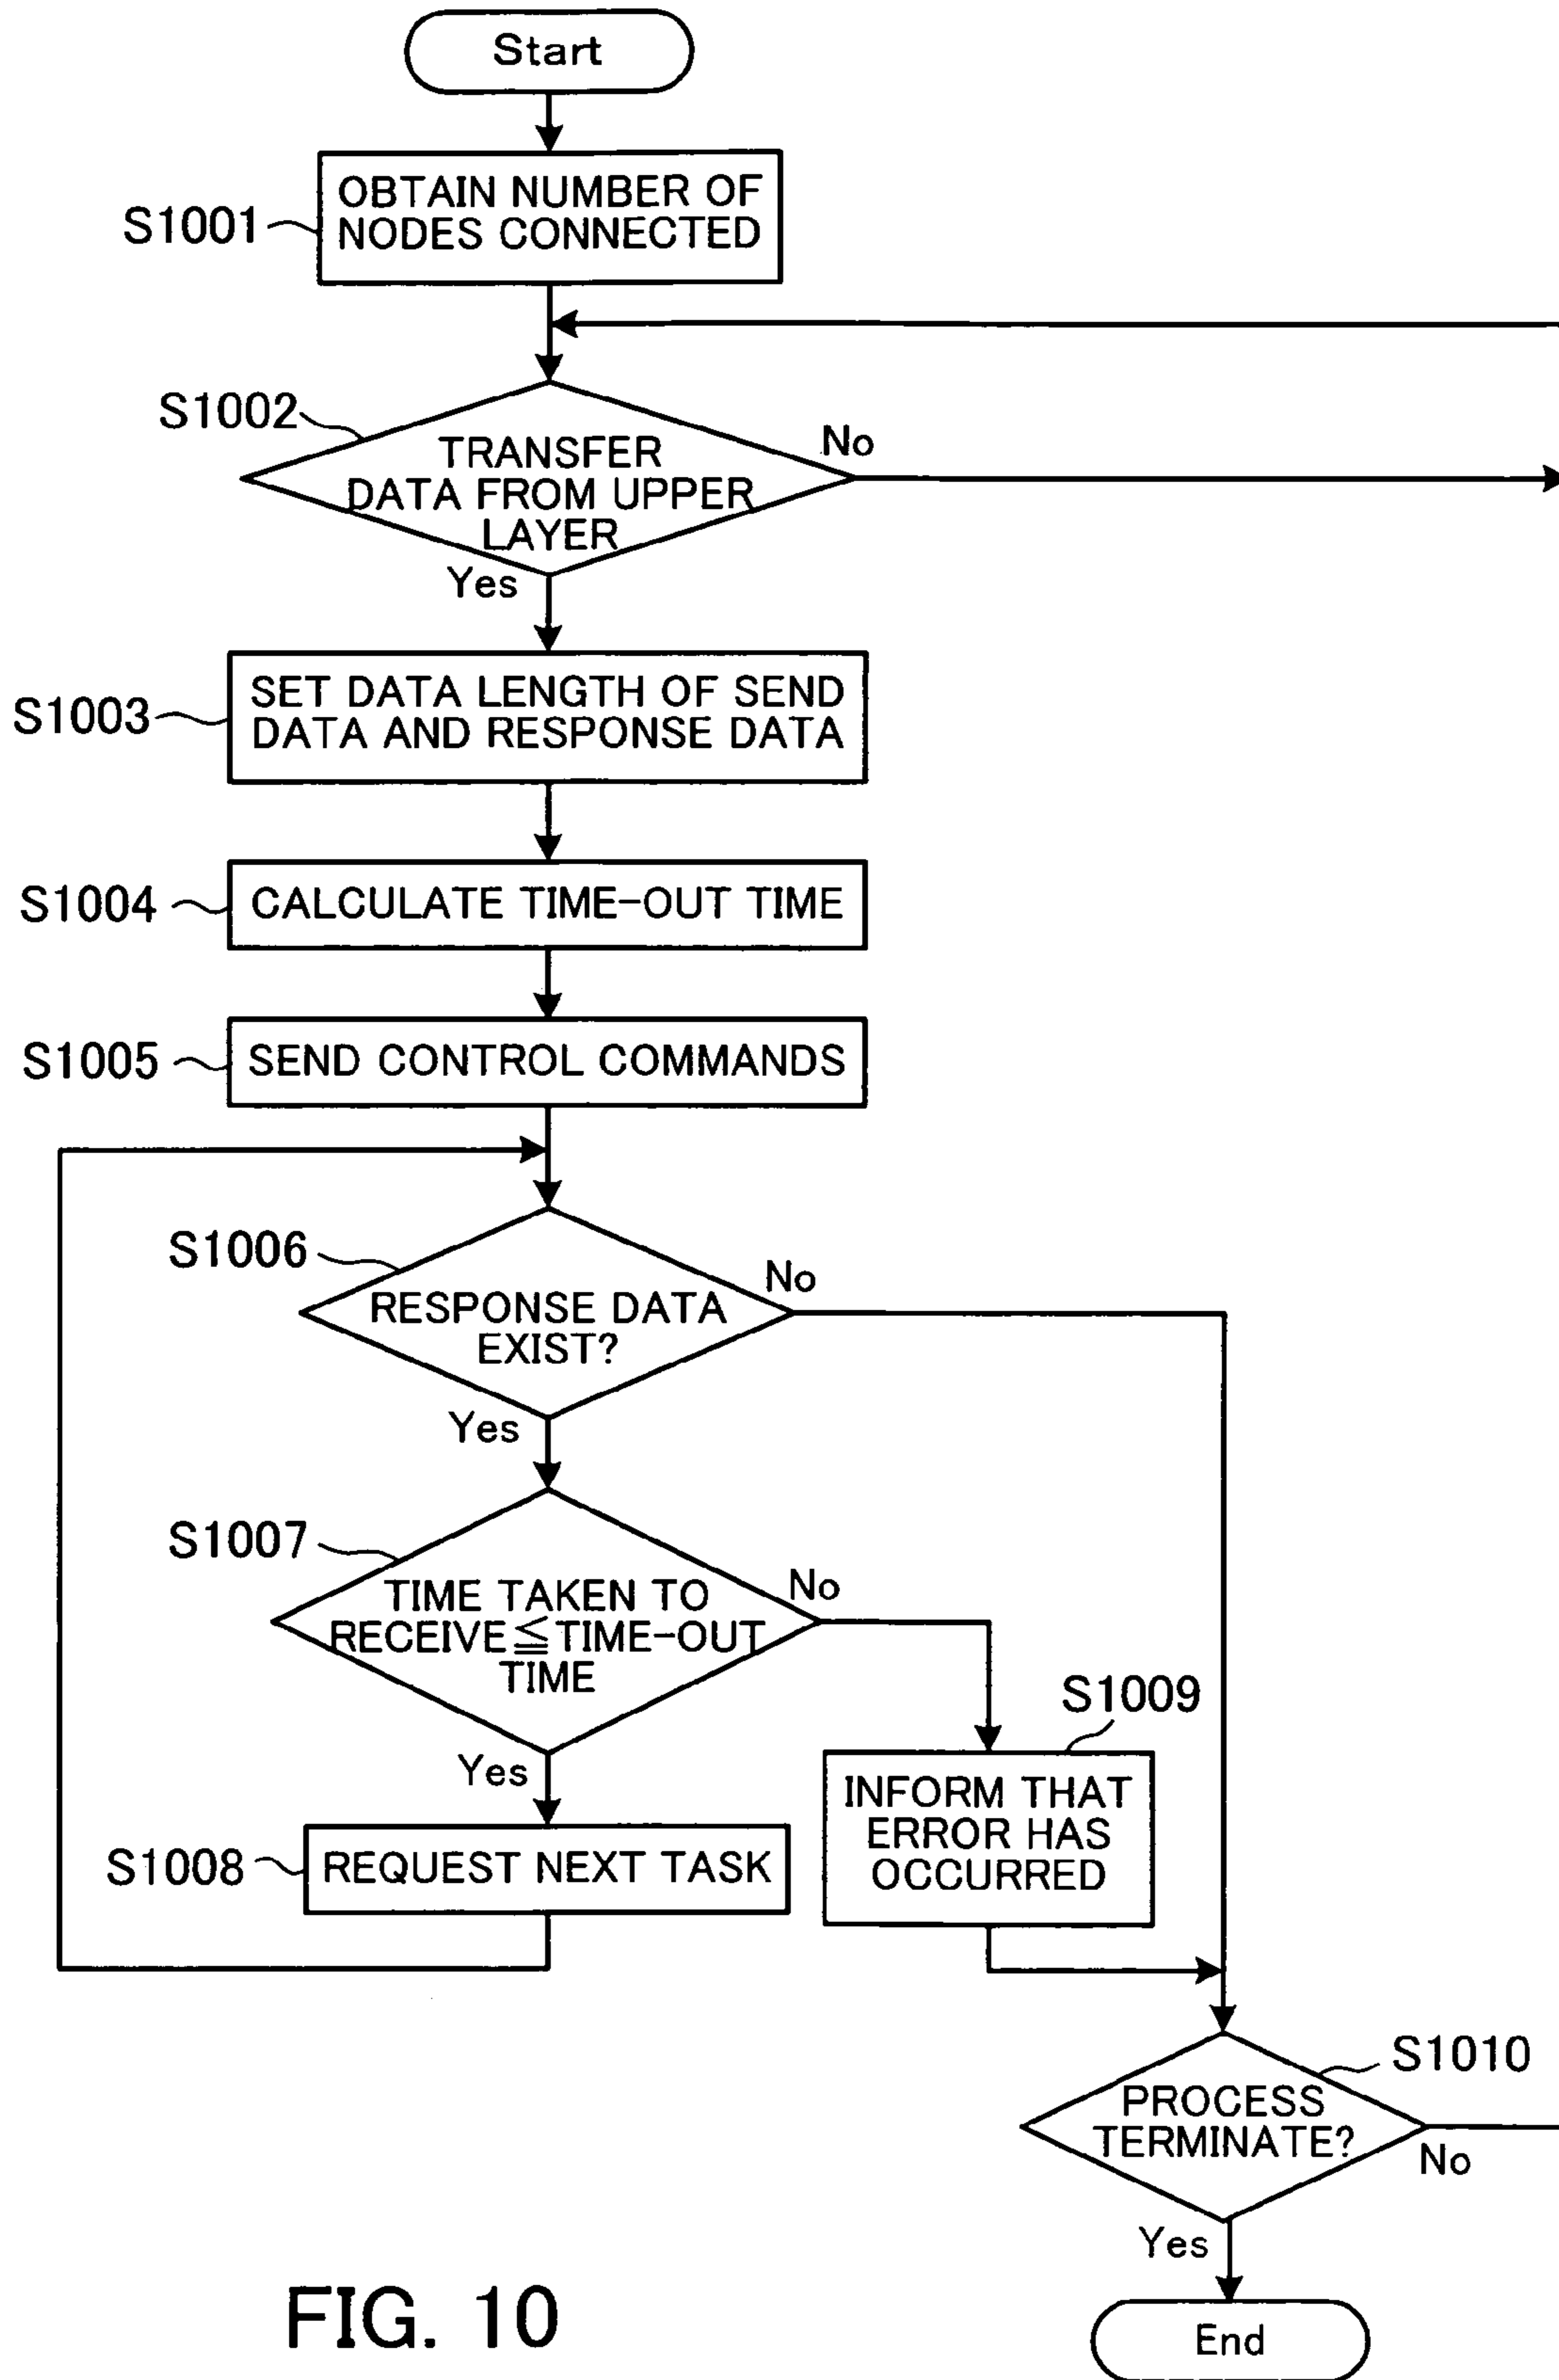 Start
S1001
OBTAIN NUMBER OF
NODES CONNECTED
S1002
TRANSFER
DATA FROM UPPER
LAYER
No
Yes
S1003
SET DATA LENGTH OF SEND
DATA AND RESPONSE DATA
S1004
CALCULATE TIME-OUT TIME
S1005
SEND CONTROL COMMANDS
S1006
RESPONSE DATA
EXIST?
No
Yes
S1007
TIME TAKEN TO
RECEIVE≦TIME-OUT
TIME
No
Yes
S1008
REQUEST NEXT TASK
S1009
INFORM THAT
ERROR HAS
OCCURRED
S1010
PROCESS
TERMINATE?
No
Yes
End
FIG. 10